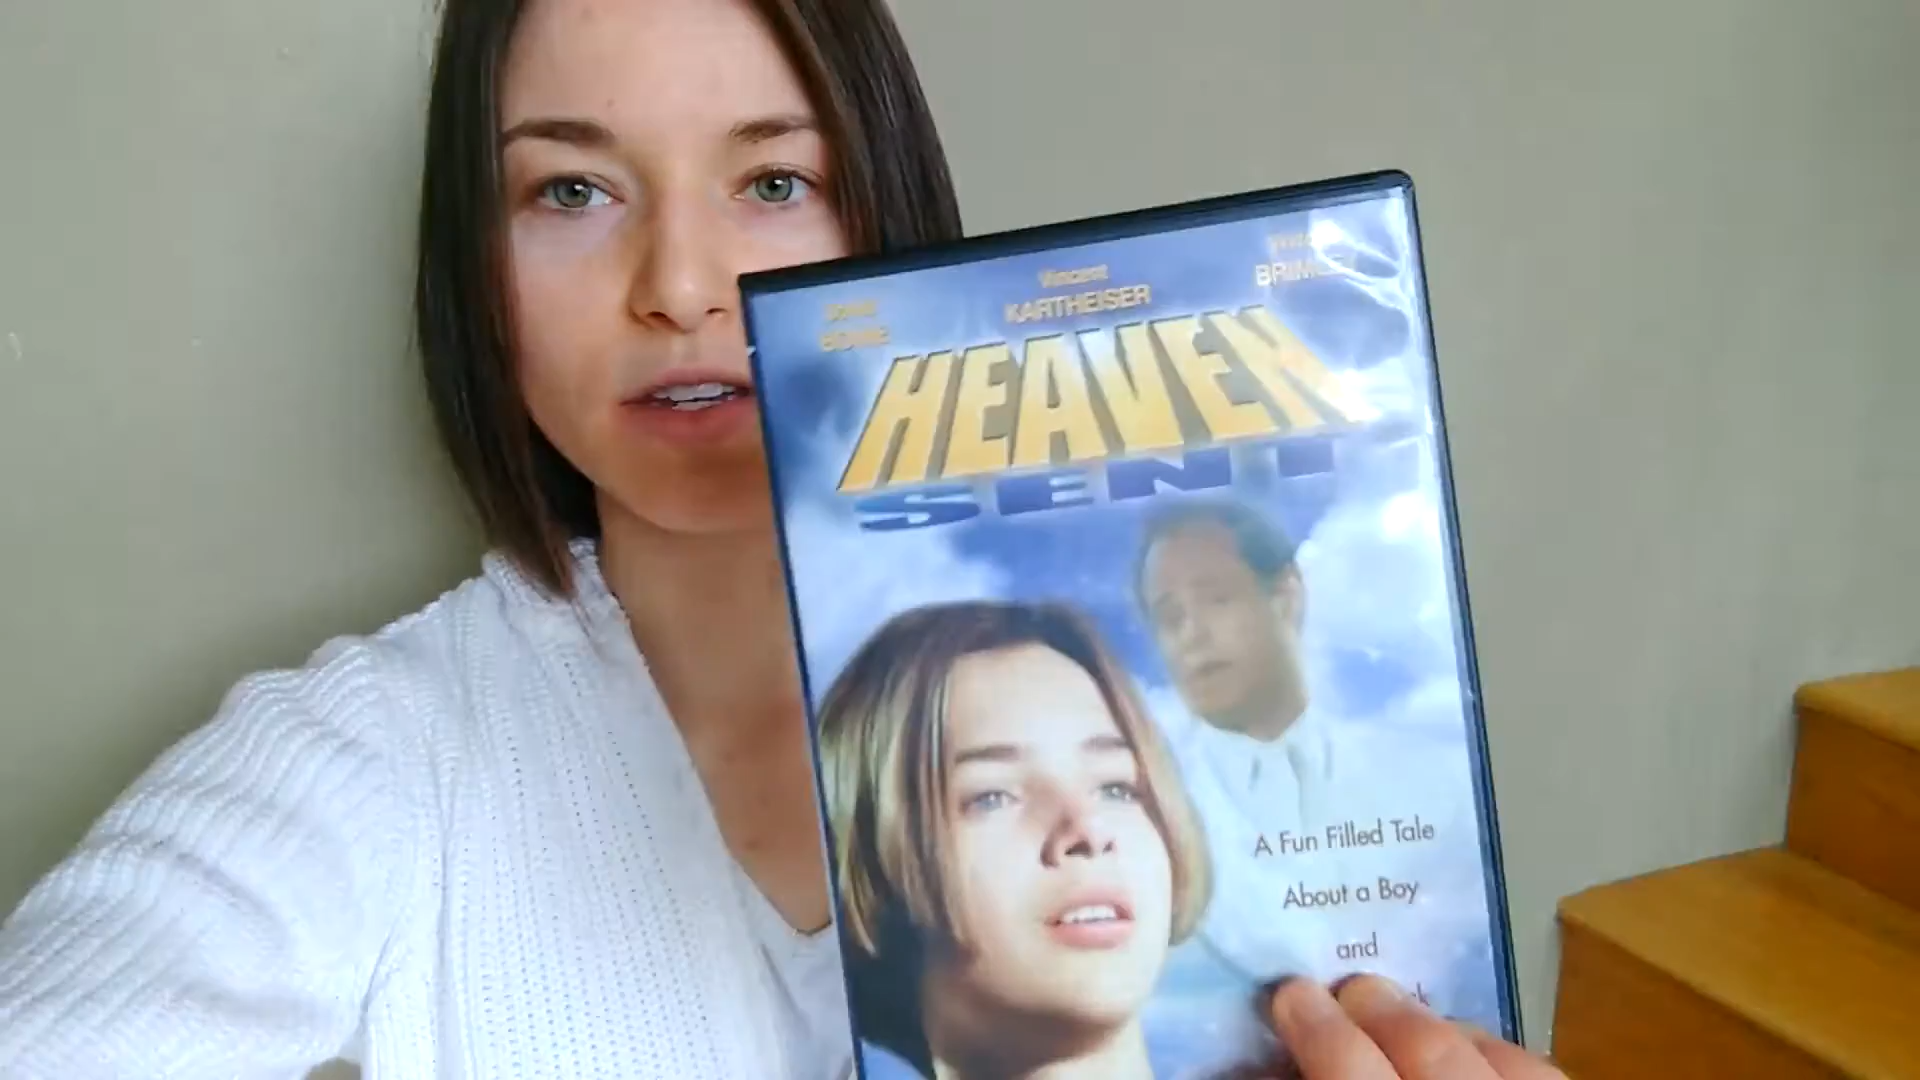 Vincent
KARTHEISER
BRIMLEY
HEAVEN
SENT
A Fun Filled Tale
About a Boy
and